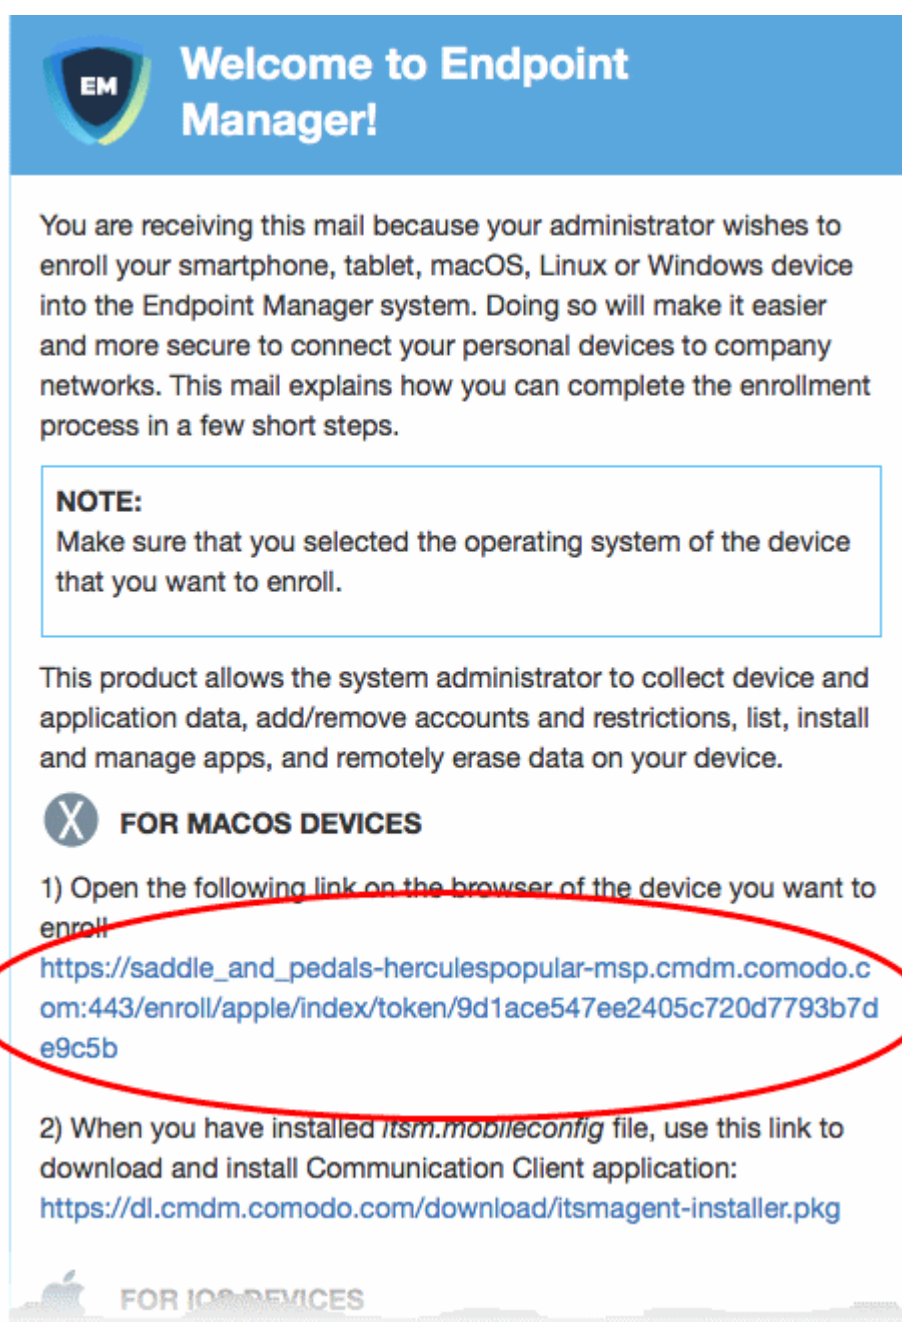 EM
Welcome to Endpoint
Manager!
You are receiving this mail because your administrator wishes to
enroll your smartphone, tablet, macOS, Linux or Windows device
into the Endpoint Manager system. Doing so will make it easier
and more secure to connect your personal devices to company
networks. This mail explains how you can complete the enrollment
process in a few short steps.
NOTE:
Make sure that you selected the operating system of the device
that you want to enroll.
This product allows the system administrator to collect device and
application data, add/remove accounts and restrictions, list, install
and manage apps, and remotely erase data on your device.
X FOR MACOS DEVICES
1) Open the following link on the browser of the device you want to
enroll
https://saddle_and_pedals-herculespopular-msp.cmdm.comodo.c
om:443/enroll/apple/index/token/9d1ace547ee2405c720d7793b7d
e9c5b
2) When you have installed itsm.mobileconfig file, use this link to
download and install Communication Client application:
https://dl.cmdm.comodo.com/download/itsmagent-installer.pkg
FOR IOS DEVICES